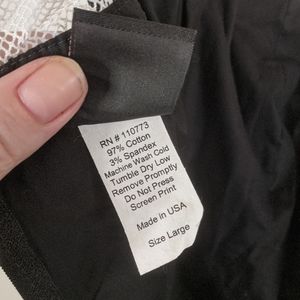 RN # 110773
97% Cotton
3% Spandex
Machine Wash Cold
Tumble Dry Low
Remove Promptly
Do Not Press
Screen Print
Made in USA
Size Large